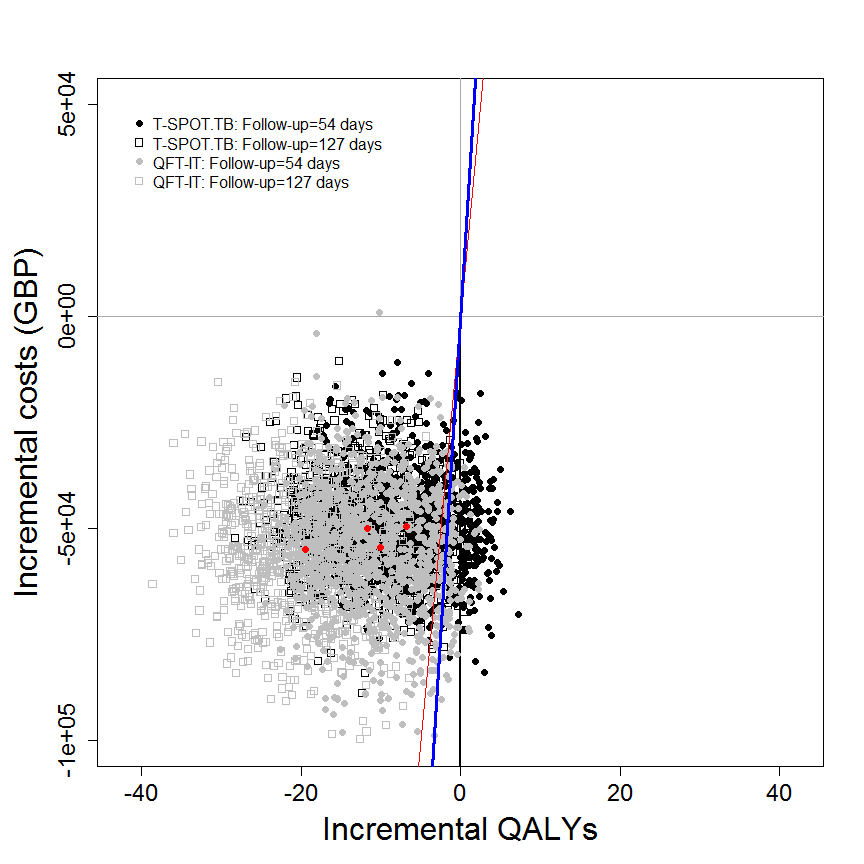 5e+04
T-SPOT.TB: Follow-up=54 days
T-SPOT.TB: Follow-up=127 days
QFT-IT: Follow-up=54 days
QFT-IT: Follow-up=127 days
Incremental costs (GBP)
0e+00
-5e+04
-1e+05
-40 -20 0 20 40
Incremental QALYs